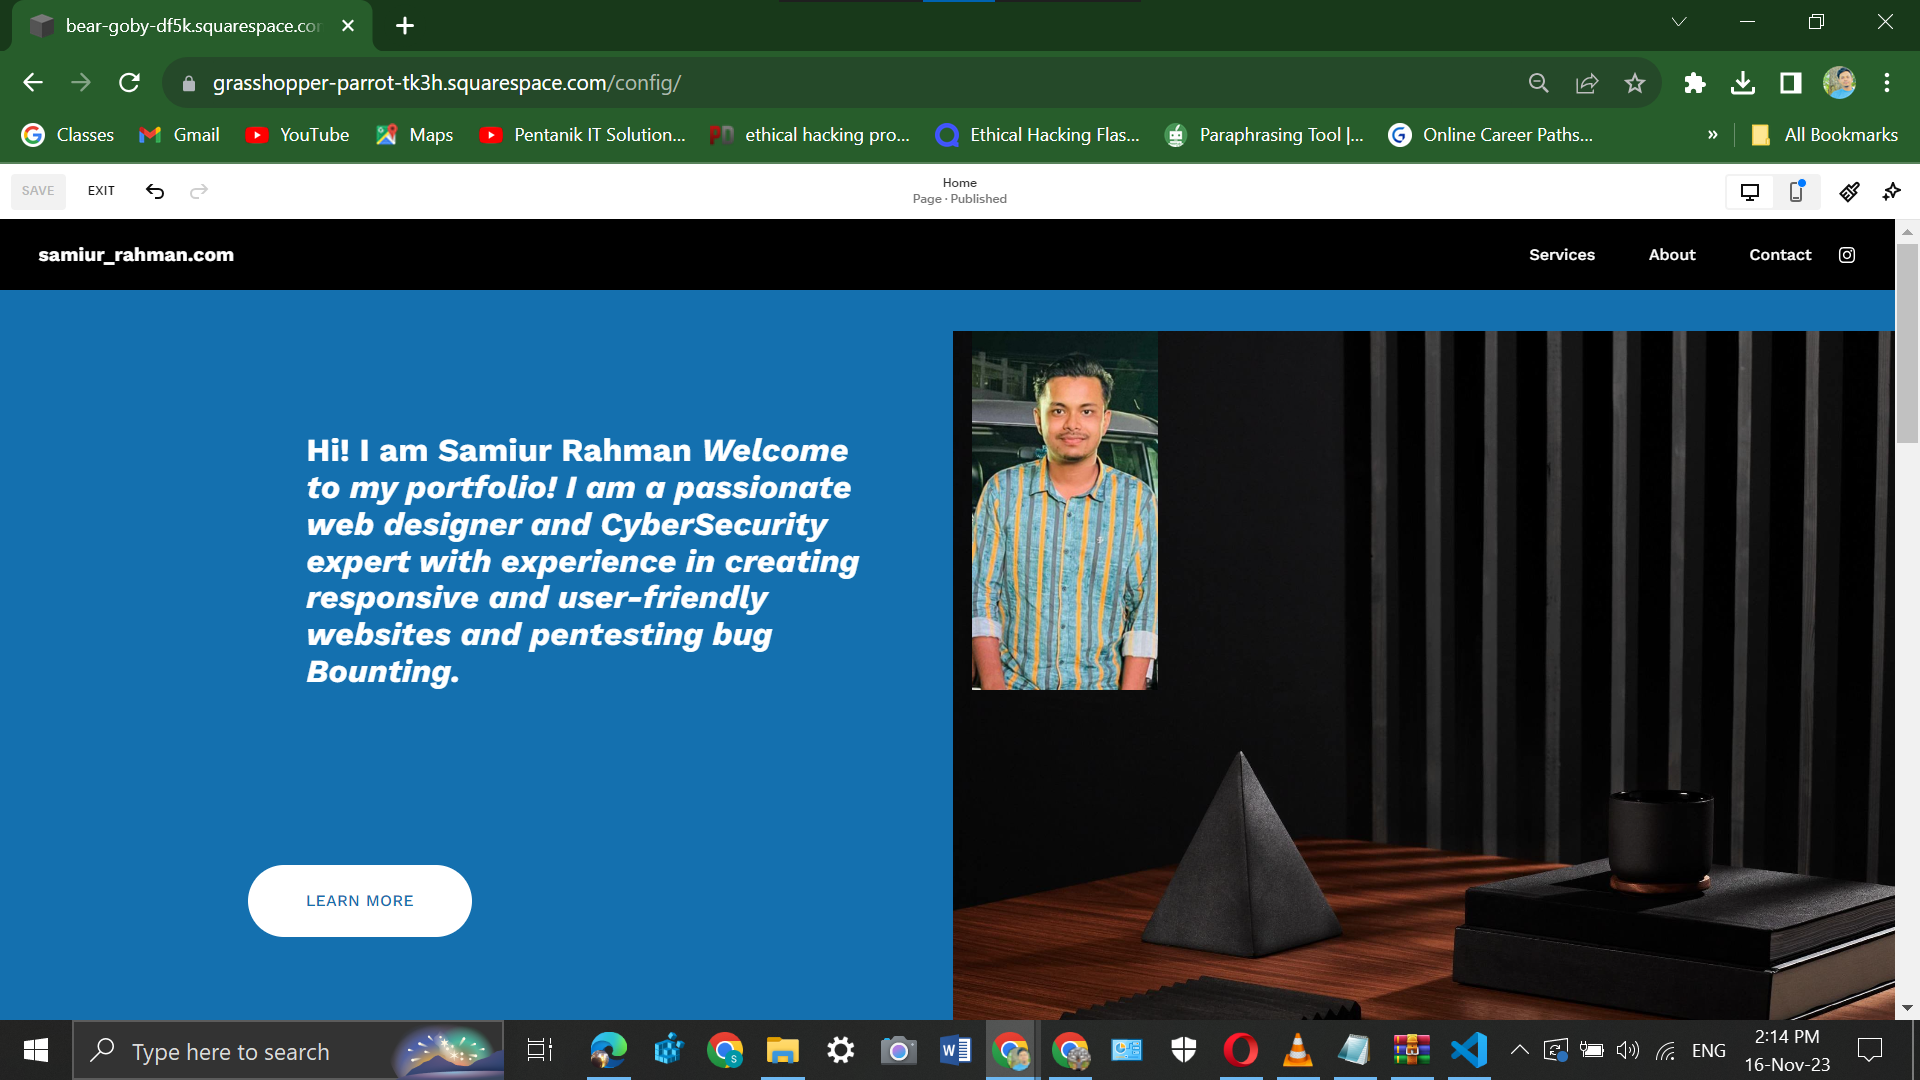 bear-goby-df5k.squarespace.co
grasshopper-parrot-tk3h.squarespace.com/config/
Classes Gmail YouTube Maps Pentanik IT Solution... ethical hacking pro... Ethical Hacking Flas... Paraphrasing Tool |... Online Career Paths... » All Bookmarks
SAVE EXIT
Home
Page · Published
samiur_rahman.com Services About Contact
Hi! I am Samiur Rahman Welcome
to my portfolio! I am a passionate
web designer and CyberSecurity
expert with experience in creating
responsive and user-friendly
websites and pentesting bug
Bounting.
LEARN MORE
Type here to search
ENG
2:14 PM
16-Nov-23